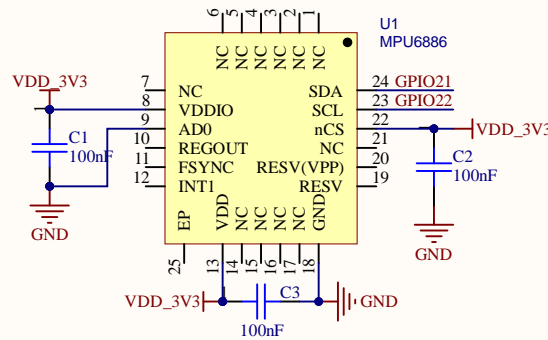 6 5 4 3 2 1
U1
MPU6886
NC NC NC NC NC NC
VDD_3V3
7 NC
8 VDDIO
9 AD0
10 REGOUT
11 FSYNC
12 INT1
SDA 24 GPIO21
SCL 23 GPIO22
nCS 22
NC 21
RESV(VPP) 20
RESV 19
VDD_3V3
C1
100nF
C2
100nF
GND
GND
EP VDD NC NC NC NC GND
25 13 14 15 16 17 18
VDD_3V3
C3
GND
100nF